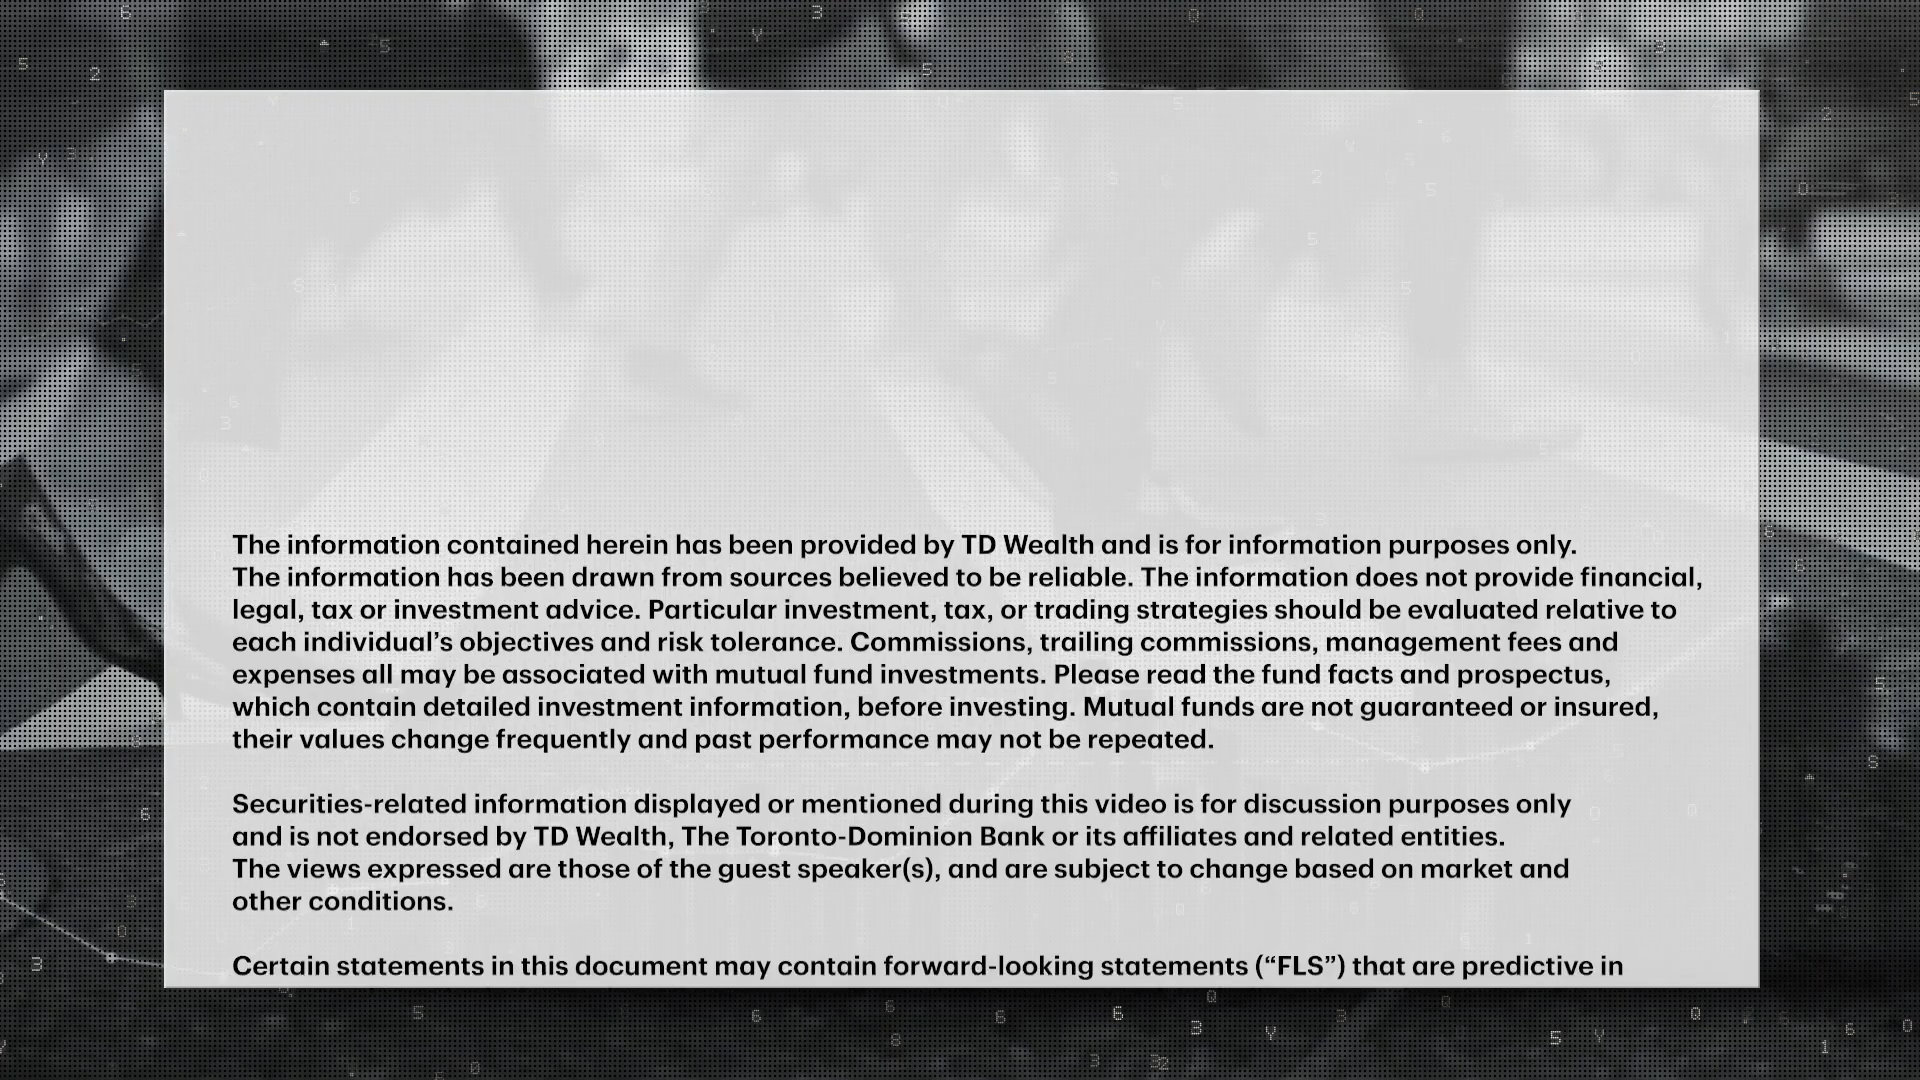 The information contained herein has been provided by TD Wealth and is for information purposes only.
The information has been drawn from sources believed to be reliable. The information does not provide financial,
legal, tax or investment advice. Particular investment, tax, or trading strategies should be evaluated relative to
each individual’s objectives and risk tolerance. Commissions, trailing commissions, management fees and
expenses all may be associated with mutual fund investments. Please read the fund facts and prospectus,
which contain detailed investment information, before investing. Mutual funds are not guaranteed or insured,
their values change frequently and past performance may not be repeated.
Securities-related information displayed or mentioned during this video is for discussion purposes only
and is not endorsed by TD Wealth, The Toronto-Dominion Bank or its affiliates and related entities.
The views expressed are those of the guest speaker(s), and are subject to change based on market and
other conditions.
Certain statements in this document may contain forward-looking statements (“FLS”) that are predictive in